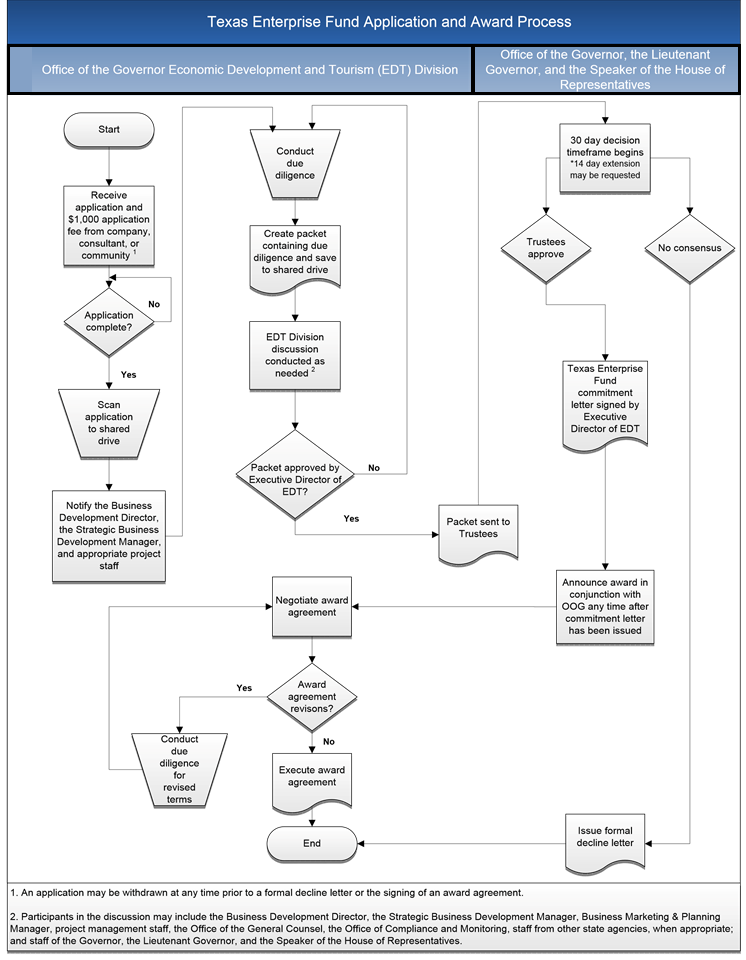 Texas Enterprise Fund Application and Award Process
Office of the Governor Economic Development and Tourism (EDT) Division
Office of the Governor, the Lieutenant
Governor, and the Speaker of the House of
Representatives
Start
Receive
application and
$1,000 application
fee from company,
consultant, or
community 1
Application
complete?
No
Yes
Scan
application
to shared
drive
Notify the Business
Development Director,
the Strategic Business
Development Manager,
and appropriate project
staff
Conduct
due
diligence
Create packet
containing due
diligence and save
to shared drive
EDT Division
discussion
conducted as
needed 2
Packet approved by
Executive Director of
EDT?
No
Yes
Packet sent to
Trustees
30 day decision
timeframe begins
*14 day extension
may be requested
Trustees
approve
No consensus
Texas Enterprise
Fund
commitment
letter signed by
Executive
Director of EDT
Announce award in
conjunction with
OOG any time after
commitment letter
has been issued
Negotiate award
agreement
Award
agreement
revisons?
Yes
No
Conduct
due
diligence
for
revised
terms
Execute award
agreement
End
Issue formal
decline letter
1. An application may be withdrawn at any time prior to a formal decline letter or the signing of an award agreement.
2. Participants in the discussion may include the Business Development Director, the Strategic Business Development Manager, Business Marketing & Planning
Manager, project management staff, the Office of the General Counsel, the Office of Compliance and Monitoring, staff from other state agencies, when appropriate;
and staff of the Governor, the Lieutenant Governor, and the Speaker of the House of Representatives.